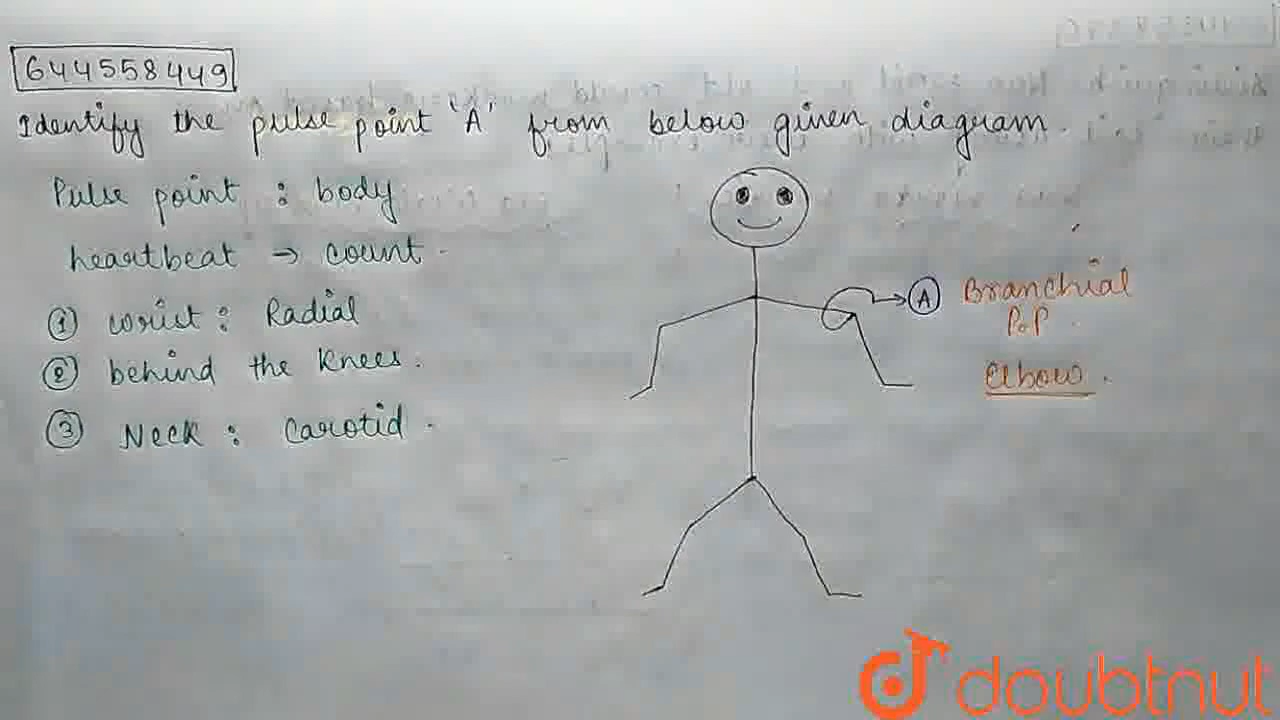 644558449
Identify the pulse point 'A' from below given diagram.
Pulse point : body
heartbeat → count.
① wrist : Radial
② behind the knees.
③ Neck : carotid.
A
Branchial
P.P.
elbow.
doubtnut